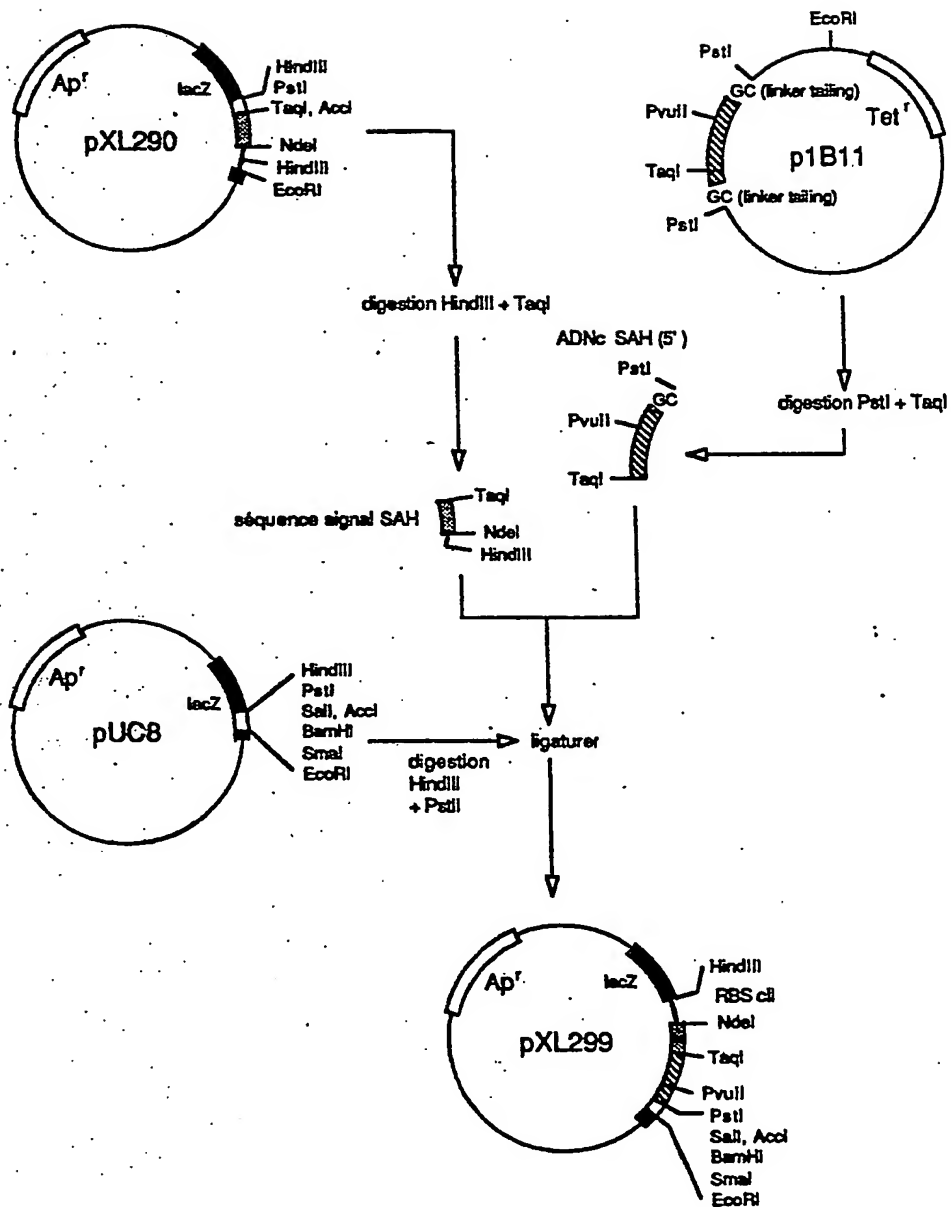 Apʳ
lacZ
HindIII
PstI
TaqI, AccI
NdeI
HindIII
EcoRI
pXL290
EcoRI
PstI
GC (linker tailing)
PvuII
Tetʳ
p1B11
TaqI
GC (linker tailing)
PstI
digestion HindIII + TaqI
ADNc SAH (5')
PstI
GC
PvuII
TaqI
digestion PstI + TaqI
séquence signal SAH
TaqI
NdeI
HindIII
Apʳ
lacZ
pUC8
HindIII
PstI
SalI, AccI
BamHI
SmaI
EcoRI
digestion
HindIII
+ PstII
ligaturer
Apʳ
lacZ
pXL299
HindIII
RBS cII
NdeI
TaqI
PvuII
PstI
SalI, AccI
BamHI
SmaI
EcoRI